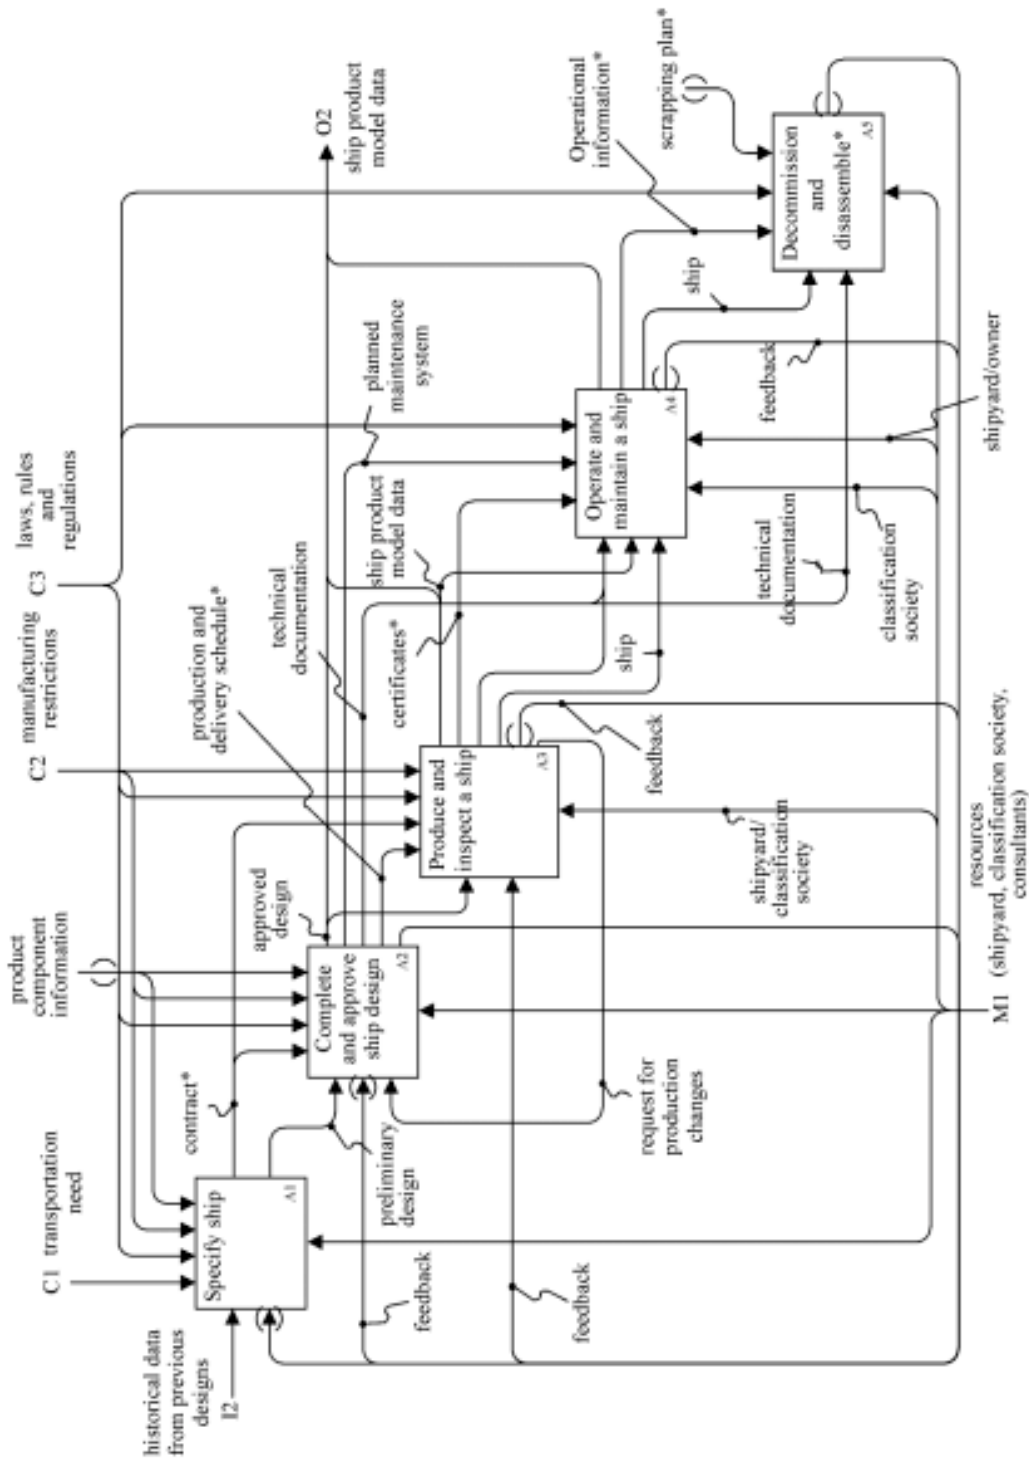 C1 transportation
need
product
component
information
C2 manufacturing
restrictions
C3 laws, rules
and
regulations
historical data
from previous
designs
I2
Specify ship
A1
contract*
preliminary
design
feedback
Complete
and approve
ship design
A2
approved
design
production and
delivery schedule*
technical
documentation
feedback
request for
production
changes
Produce and
inspect a ship
A3
certificates*
ship product
model data
planned
maintenance
system
shipyard/
classification
society
feedback
ship
Operate and
maintain a ship
A4
technical
documentation
classification
society
shipyard/owner
feedback
ship
Operational
information*
scrapping plan*
Decommission
and
disassemble*
A5
O2
ship product
model data
resources
M1 (shipyard, classification society,
consultants)